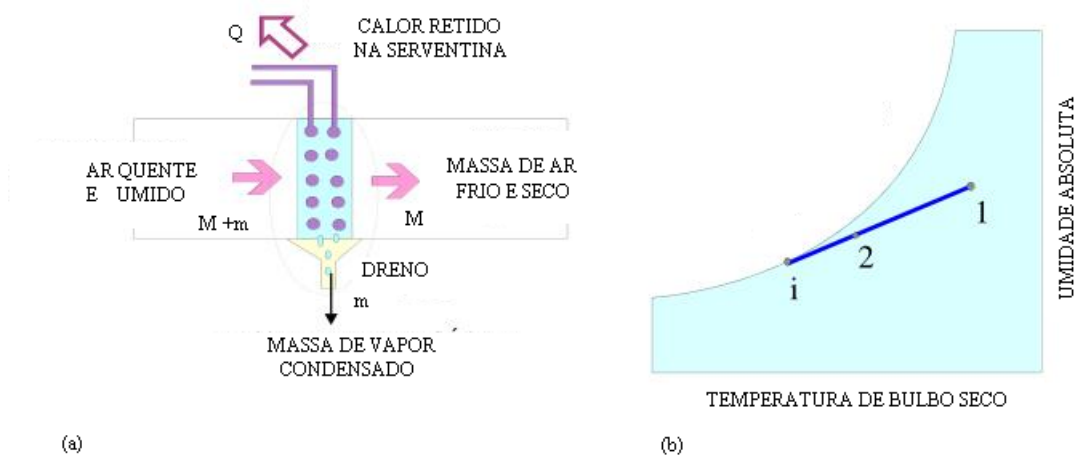 Q
CALOR RETIDO
NA SERVENTINA
AR QUENTE
E UMIDO
M +m
MASSA DE AR
FRIO E SECO
M
DRENO
m
MASSA DE VAPOR
CONDENSADO
(a)
1
2
i
UMIDADE ABSOLUTA
TEMPERATURA DE BULBO SECO
(b)